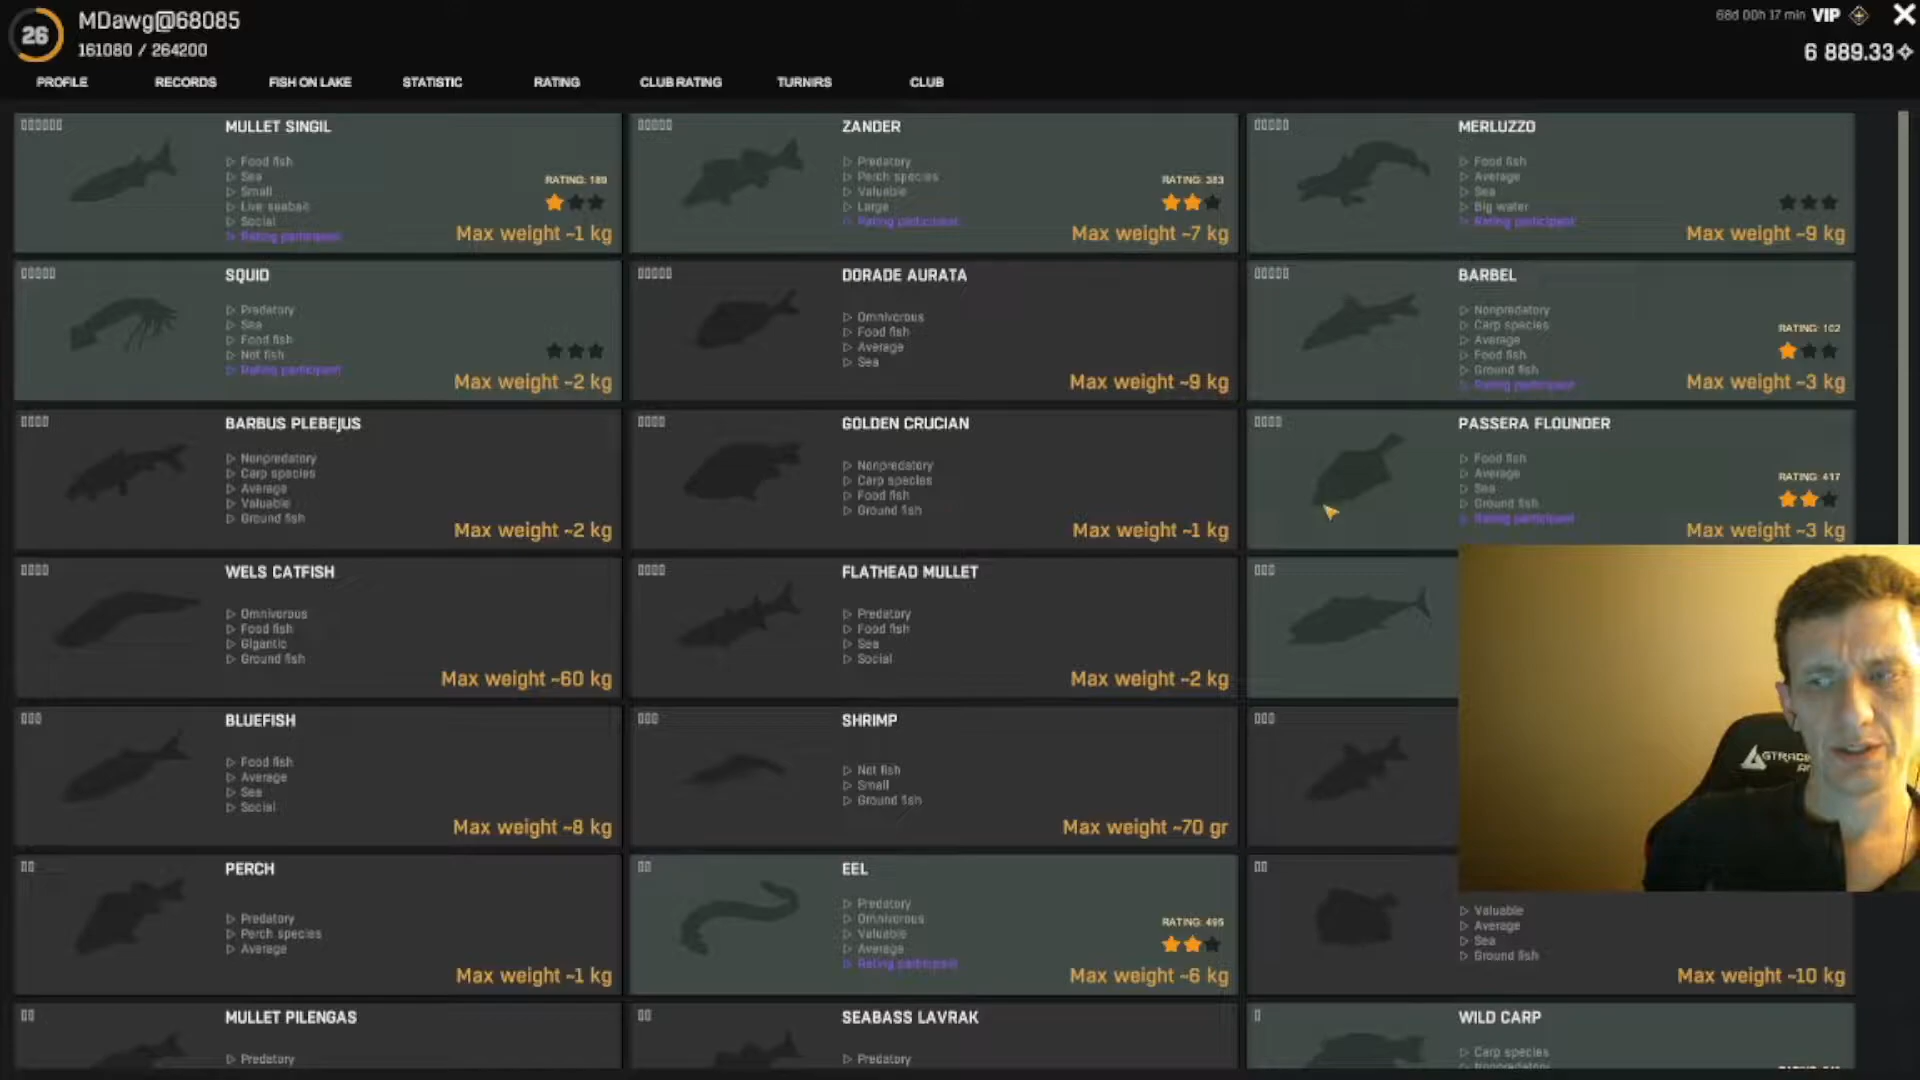 26
MDawg@68085
161080 / 264200
68d 00h 17 min VIP
6 889.33
PROFILE RECORDS FISH ON LAKE STATISTIC RATING CLUB RATING TURNIRS CLUB
MULLET SINGIL
Food fish
Sea
Small
Live seabait
Social
Rating participant
RATING: 189
Max weight ~1 kg
ZANDER
Predatory
Perch species
Valuable
Large
Rating participant
RATING: 383
Max weight ~7 kg
MERLUZZO
Food fish
Average
Sea
Big water
Rating participant
Max weight ~9 kg
SQUID
Predatory
Sea
Food fish
Not fish
Rating participant
Max weight ~2 kg
DORADE AURATA
Omnivorous
Food fish
Average
Sea
Max weight ~9 kg
BARBEL
Nonpredatory
Carp species
Average
Food fish
Ground fish
Rating participant
RATING: 102
Max weight ~3 kg
BARBUS PLEBEJUS
Nonpredatory
Carp species
Average
Valuable
Ground fish
Max weight ~2 kg
GOLDEN CRUCIAN
Nonpredatory
Carp species
Food fish
Ground fish
Max weight ~1 kg
PASSERA FLOUNDER
Food fish
Average
Sea
Ground fish
Rating participant
RATING: 417
Max weight ~3 kg
WELS CATFISH
Omnivorous
Food fish
Gigantic
Ground fish
Max weight ~60 kg
FLATHEAD MULLET
Predatory
Food fish
Sea
Social
Max weight ~2 kg
BLUEFISH
Food fish
Average
Sea
Social
Max weight ~8 kg
SHRIMP
Not fish
Small
Ground fish
Max weight ~70 gr
PERCH
Predatory
Perch species
Average
Max weight ~1 kg
EEL
Predatory
Omnivorous
Valuable
Average
Rating participant
RATING: 495
Max weight ~6 kg
Valuable
Average
Sea
Ground fish
Max weight ~10 kg
MULLET PILENGAS
Predatory
SEABASS LAVRAK
Predatory
WILD CARP
Carp species